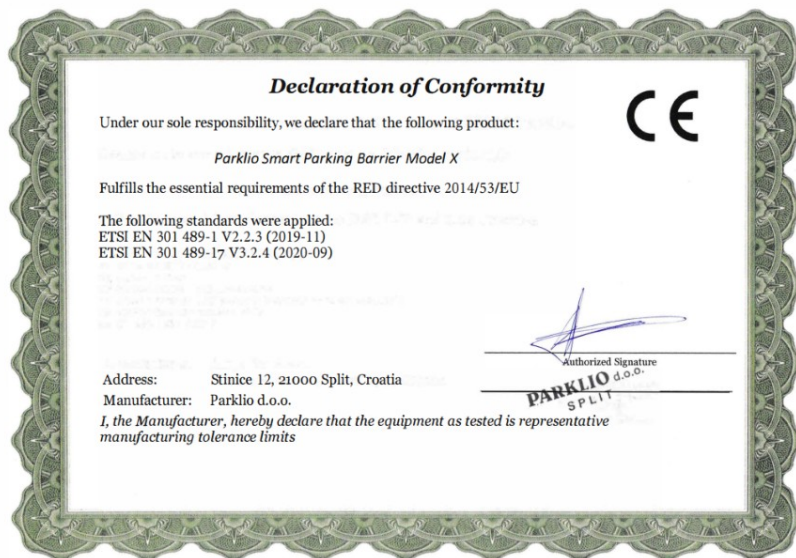 Declaration of Conformity
CE
Under our sole responsibility, we declare that the following product:
Parklio Smart Parking Barrier Model X
Fulfills the essential requirements of the RED directive 2014/53/EU
The following standards were applied:
ETSI EN 301 489-1 V2.2.3 (2019-11)
ETSI EN 301 489-17 V3.2.4 (2020-09)
Authorized Signature
PARKLIO d.o.o.
SPLIT
Address: Stinice 12, 21000 Split, Croatia
Manufacturer: Parklio d.o.o.
I, the Manufacturer, hereby declare that the equipment as tested is representative
manufacturing tolerance limits